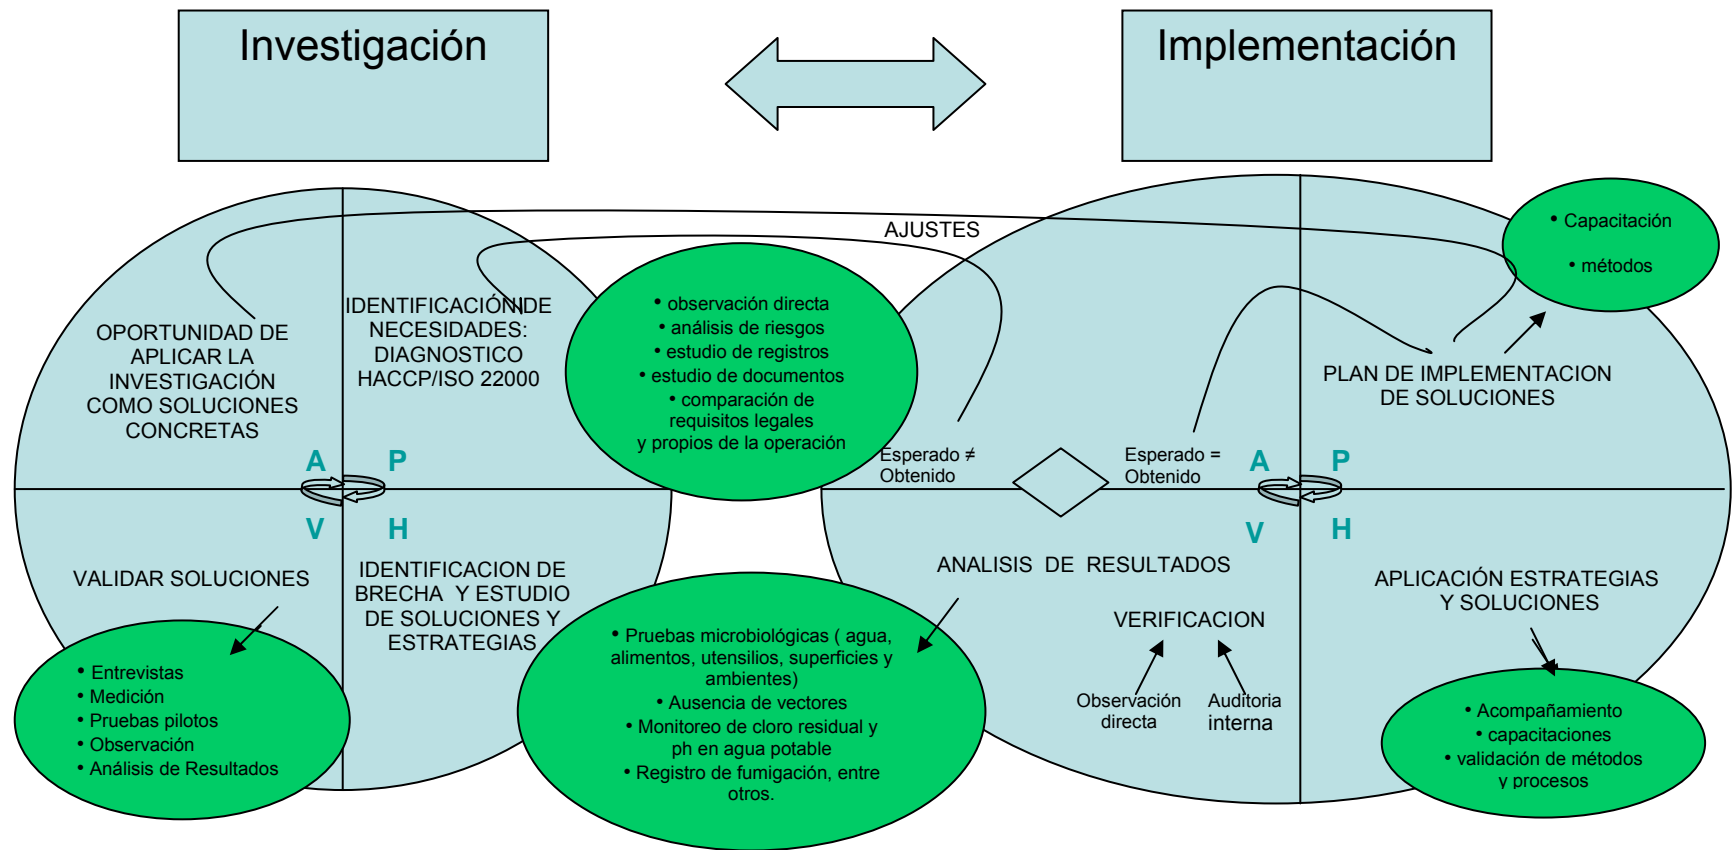 Investigación
Implementación
AJUSTES
OPORTUNIDAD DE
APLICAR LA
INVESTIGACIÓN
COMO SOLUCIONES
CONCRETAS
IDENTIFICACIÓN DE
NECESIDADES:
DIAGNOSTICO
HACCP/ISO 22000
• observación directa
• análisis de riesgos
• estudio de registros
• estudio de documentos
• comparación de
requisitos legales
y propios de la operación
A P
V H
VALIDAR SOLUCIONES
IDENTIFICACION DE
BRECHA Y ESTUDIO
DE SOLUCIONES Y
ESTRATEGIAS
• Entrevistas
• Medición
• Pruebas pilotos
• Observación
• Análisis de Resultados
• Pruebas microbiológicas ( agua,
alimentos, utensilios, superficies y
ambientes)
• Ausencia de vectores
• Monitoreo de cloro residual y
ph en agua potable
• Registro de fumigación, entre
otros.
• Capacitación
• métodos
PLAN DE IMPLEMENTACION
DE SOLUCIONES
Esperado ≠
Obtenido
Esperado =
Obtenido
A P
V H
ANALISIS DE RESULTADOS
VERIFICACION
Observación
directa
Auditoria
interna
APLICACIÓN ESTRATEGIAS
Y SOLUCIONES
• Acompañamiento
• capacitaciones
• validación de métodos
y procesos